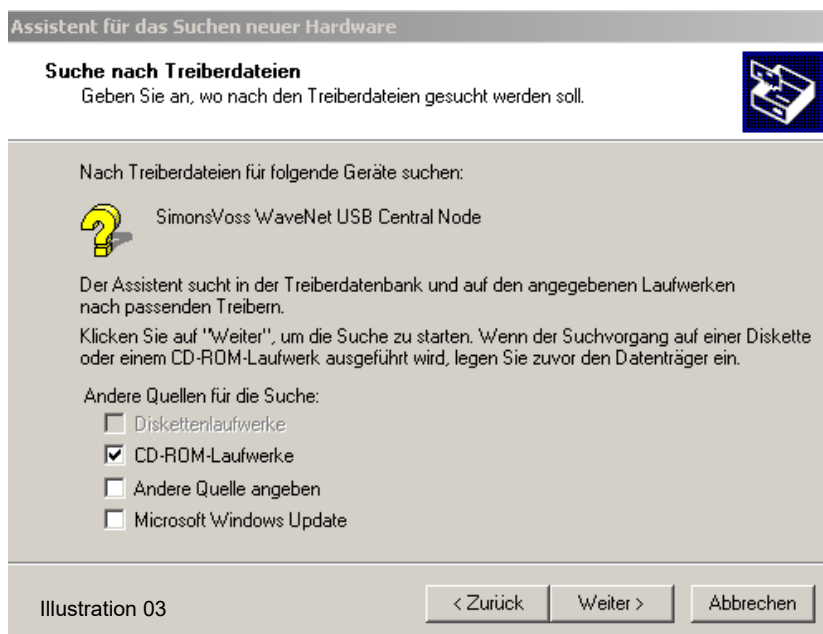 Assistent für das Suchen neuer Hardware
Suche nach Treiberdateien
Geben Sie an, wo nach den Treiberdateien gesucht werden soll.
Nach Treiberdateien für folgende Geräte suchen:
SimonsVoss WaveNet USB Central Node
Der Assistent sucht in der Treiberdatenbank und auf den angegebenen Laufwerken
nach passenden Treibern.
Klicken Sie auf "Weiter", um die Suche zu starten. Wenn der Suchvorgang auf einer Diskette
oder einem CD-ROM-Laufwerk ausgeführt wird, legen Sie zuvor den Datenträger ein.
Andere Quellen für die Suche:
Diskettenlaufwerke
CD-ROM-Laufwerke
Andere Quelle angeben
Microsoft Windows Update
Illustration 03
< Zurück
Weiter >
Abbrechen